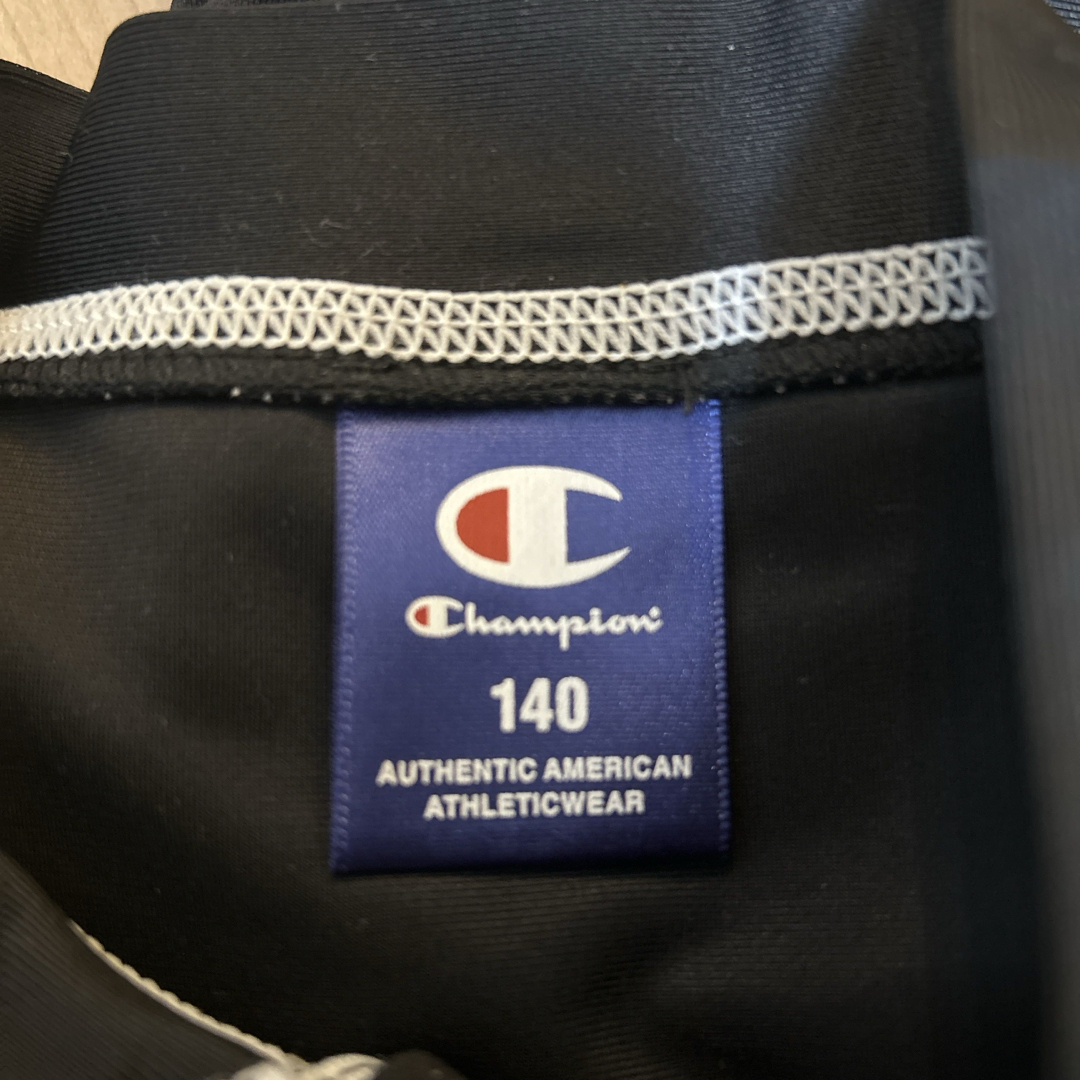 Champion
140
AUTHENTIC AMERICAN
ATHLETICWEAR